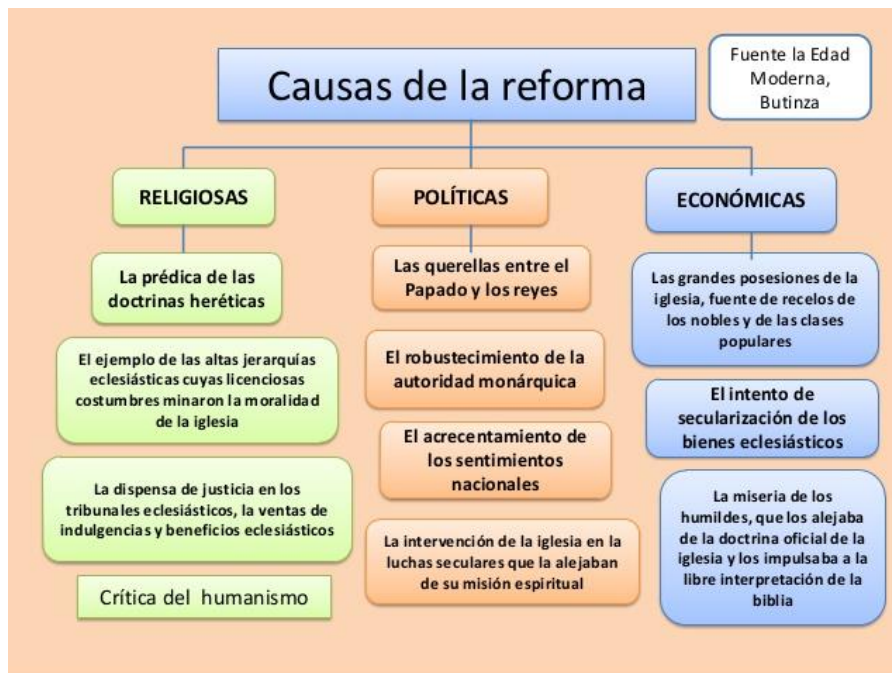 Causas de la reforma
Fuente la Edad
Moderna,
Butinza
RELIGIOSAS
La prédica de las
doctrinas heréticas
El ejemplo de las altas jerarquías
eclesiásticas cuyas licenciosas
costumbres minaron la moralidad
de la iglesia
La dispensa de justicia en los
tribunales eclesiásticos, la ventas de
indulgencias y beneficios eclesiásticos
Crítica del humanismo
POLÍTICAS
Las querellas entre el
Papado y los reyes
El robustecimiento de la
autoridad monárquica
El acrecentamiento de
los sentimientos
nacionales
La intervención de la iglesia en la
luchas seculares que la alejaban
de su misión espiritual
ECONÓMICAS
Las grandes posesiones de la
iglesia, fuente de recelos de
los nobles y de las clases
populares
El intento de
secularización de los
bienes eclesiásticos
La miseria de los
humildes, que los alejaba
de la doctrina oficial de la
iglesia y los impulsaba a la
libre interpretación de la
biblia